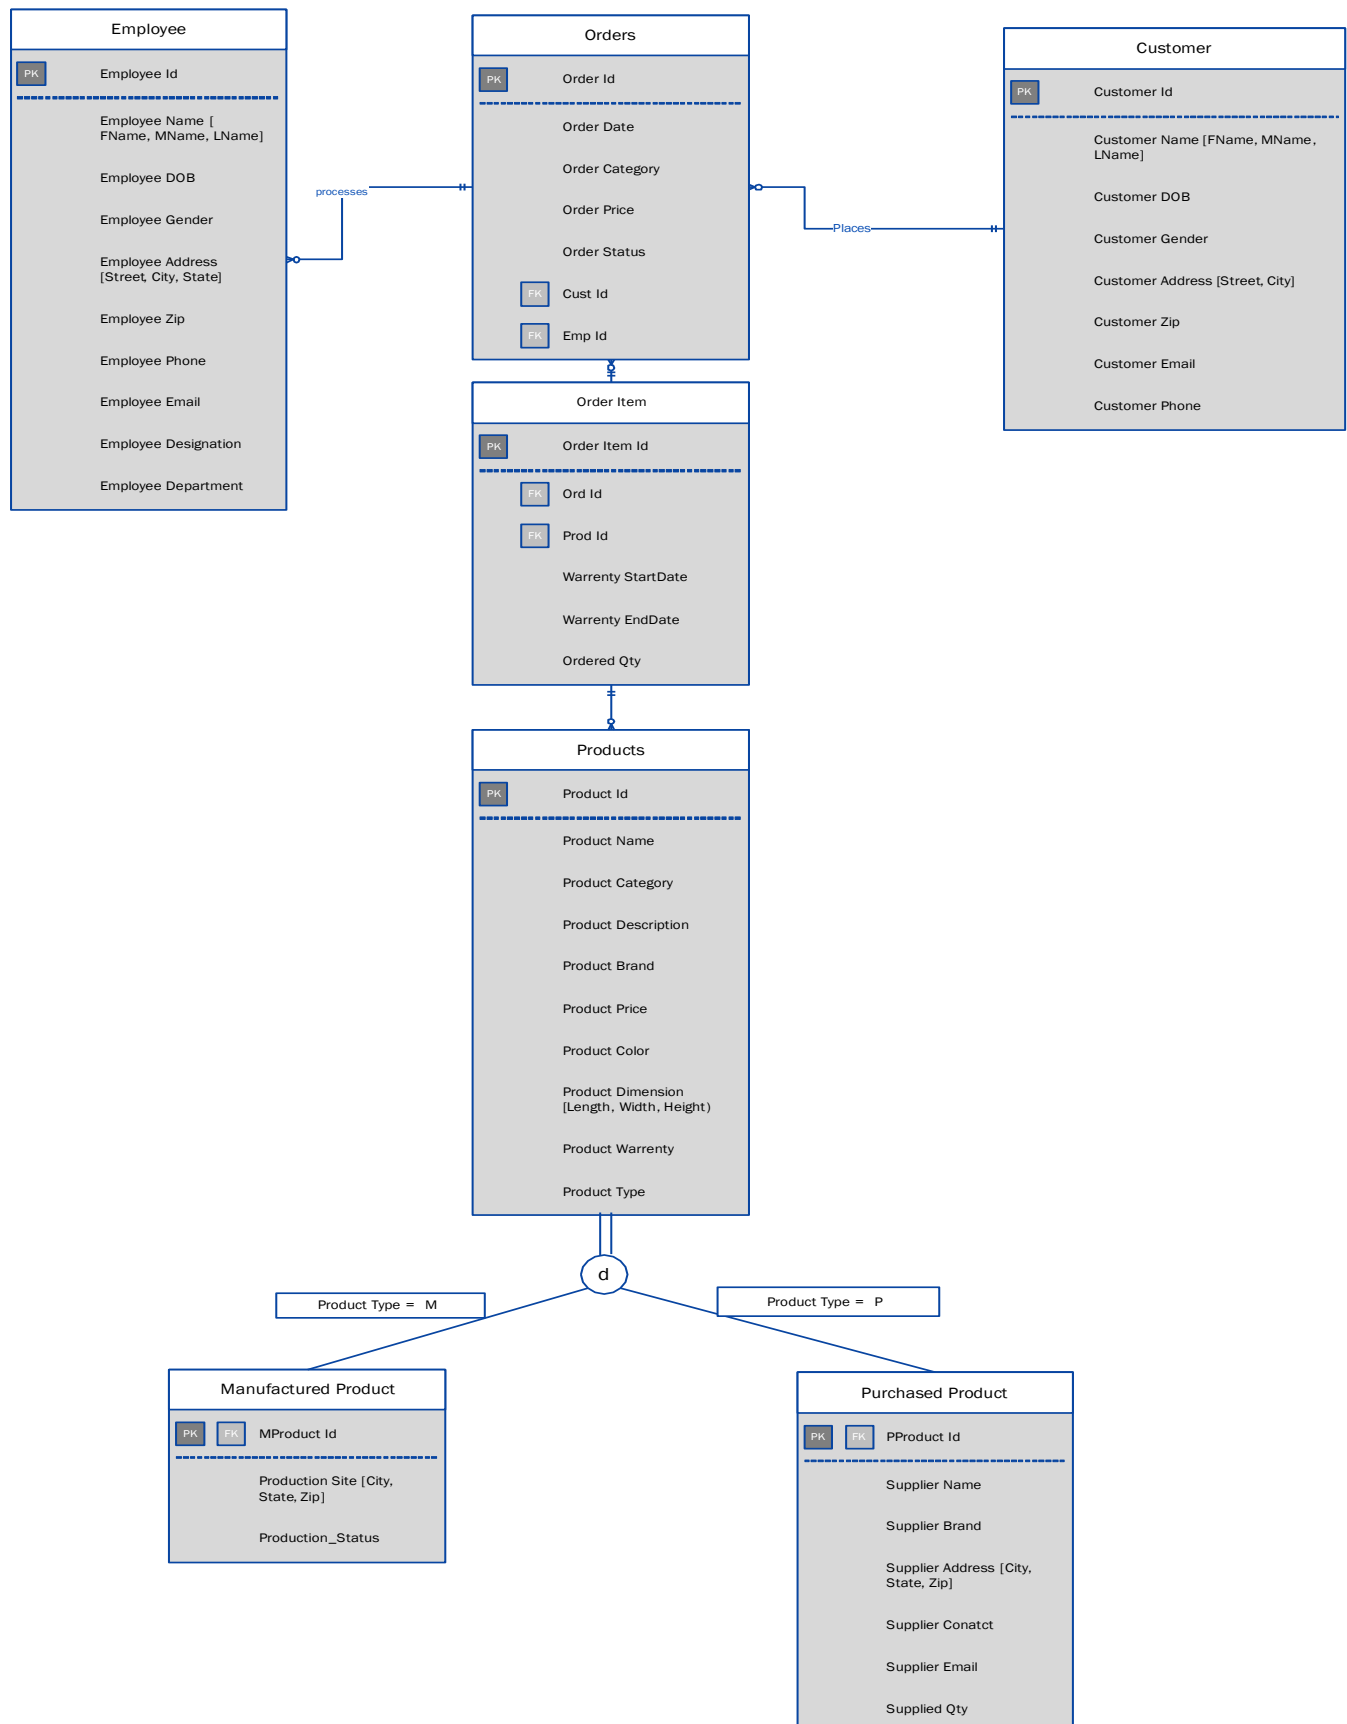 Employee
PK Employee Id
Employee Name [
FName, MName, LName]
Employee DOB
Employee Gender
Employee Address
[Street, City, State]
Employee Zip
Employee Phone
Employee Email
Employee Designation
Employee Department
processes
Orders
PK Order Id
Order Date
Order Category
Order Price
Order Status
FK Cust Id
FK Emp Id
Places
Customer
PK Customer Id
Customer Name [FName, MName,
LName]
Customer DOB
Customer Gender
Customer Address [Street, City]
Customer Zip
Customer Email
Customer Phone
Order Item
PK Order Item Id
FK Ord Id
FK Prod Id
Warrenty StartDate
Warrenty EndDate
Ordered Qty
Products
PK Product Id
Product Name
Product Category
Product Description
Product Brand
Product Price
Product Color
Product Dimension
[Length, Width, Height)
Product Warrenty
Product Type
d
Product Type = M
Product Type = P
Manufactured Product
PK FK MProduct Id
Production Site [City,
State, Zip]
Production_Status
Purchased Product
PK FK PProduct Id
Supplier Name
Supplier Brand
Supplier Address [City,
State, Zip]
Supplier Conatct
Supplier Email
Supplied Qty